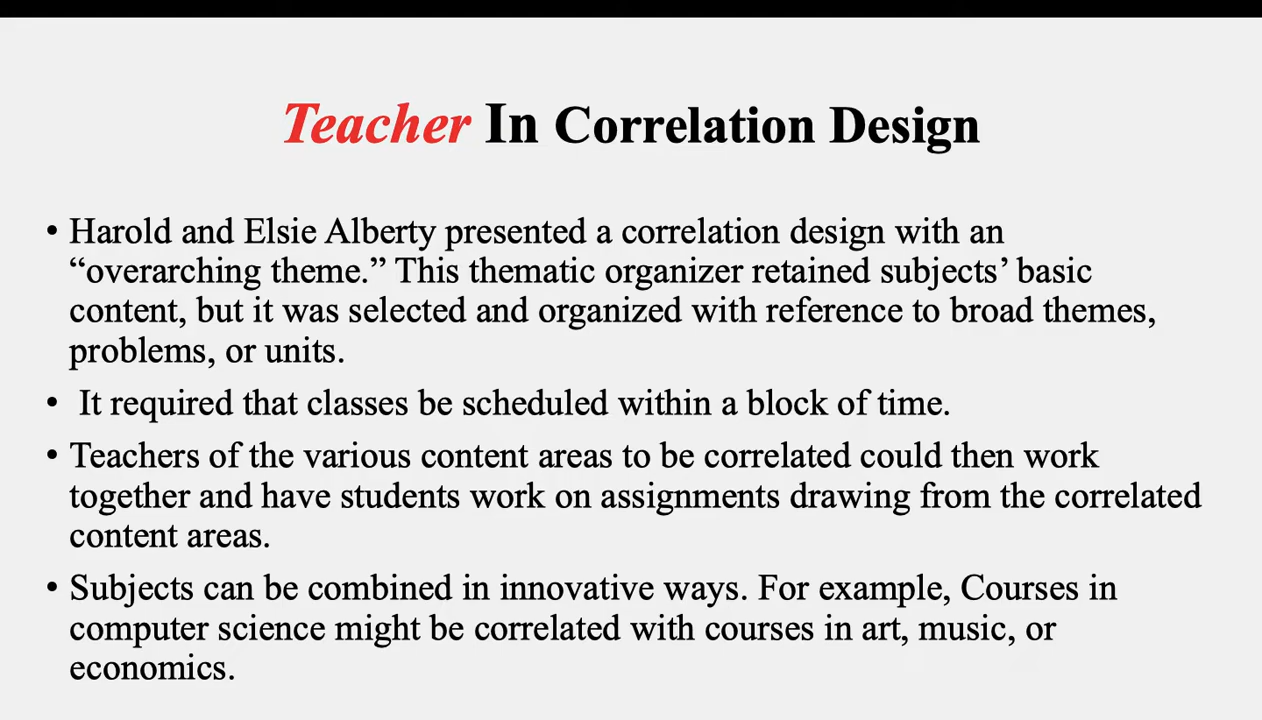 Teacher In Correlation Design
• Harold and Elsie Alberty presented a correlation design with an
“overarching theme.” This thematic organizer retained subjects’ basic
content, but it was selected and organized with reference to broad themes,
problems, or units.
• It required that classes be scheduled within a block of time.
• Teachers of the various content areas to be correlated could then work
together and have students work on assignments drawing from the correlated
content areas.
• Subjects can be combined in innovative ways. For example, Courses in
computer science might be correlated with courses in art, music, or
economics.